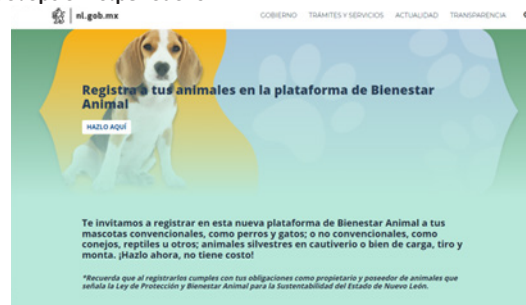 nl.gob.mx
GOBIERNO TRÁMITES Y SERVICIOS ACTUALIDAD TRANSPARENCIA
Registra a tus animales en la plataforma de Bienestar
Animal
HAZLO AQUÍ
Te invitamos a registrar en esta nueva plataforma de Bienestar Animal a tus
mascotas convencionales, como perros y gatos; o no convencionales, como
conejos, reptiles u otros; animales silvestres en cautiverio o bien de carga, tiro y
monta. ¡Hazlo ahora, no tiene costo!
*Recuerda que al registrarlos cumples con tus obligaciones como propietario y poseedor de animales que
señala la Ley de Protección y Bienestar Animal para la Sustentabilidad del Estado de Nuevo León.